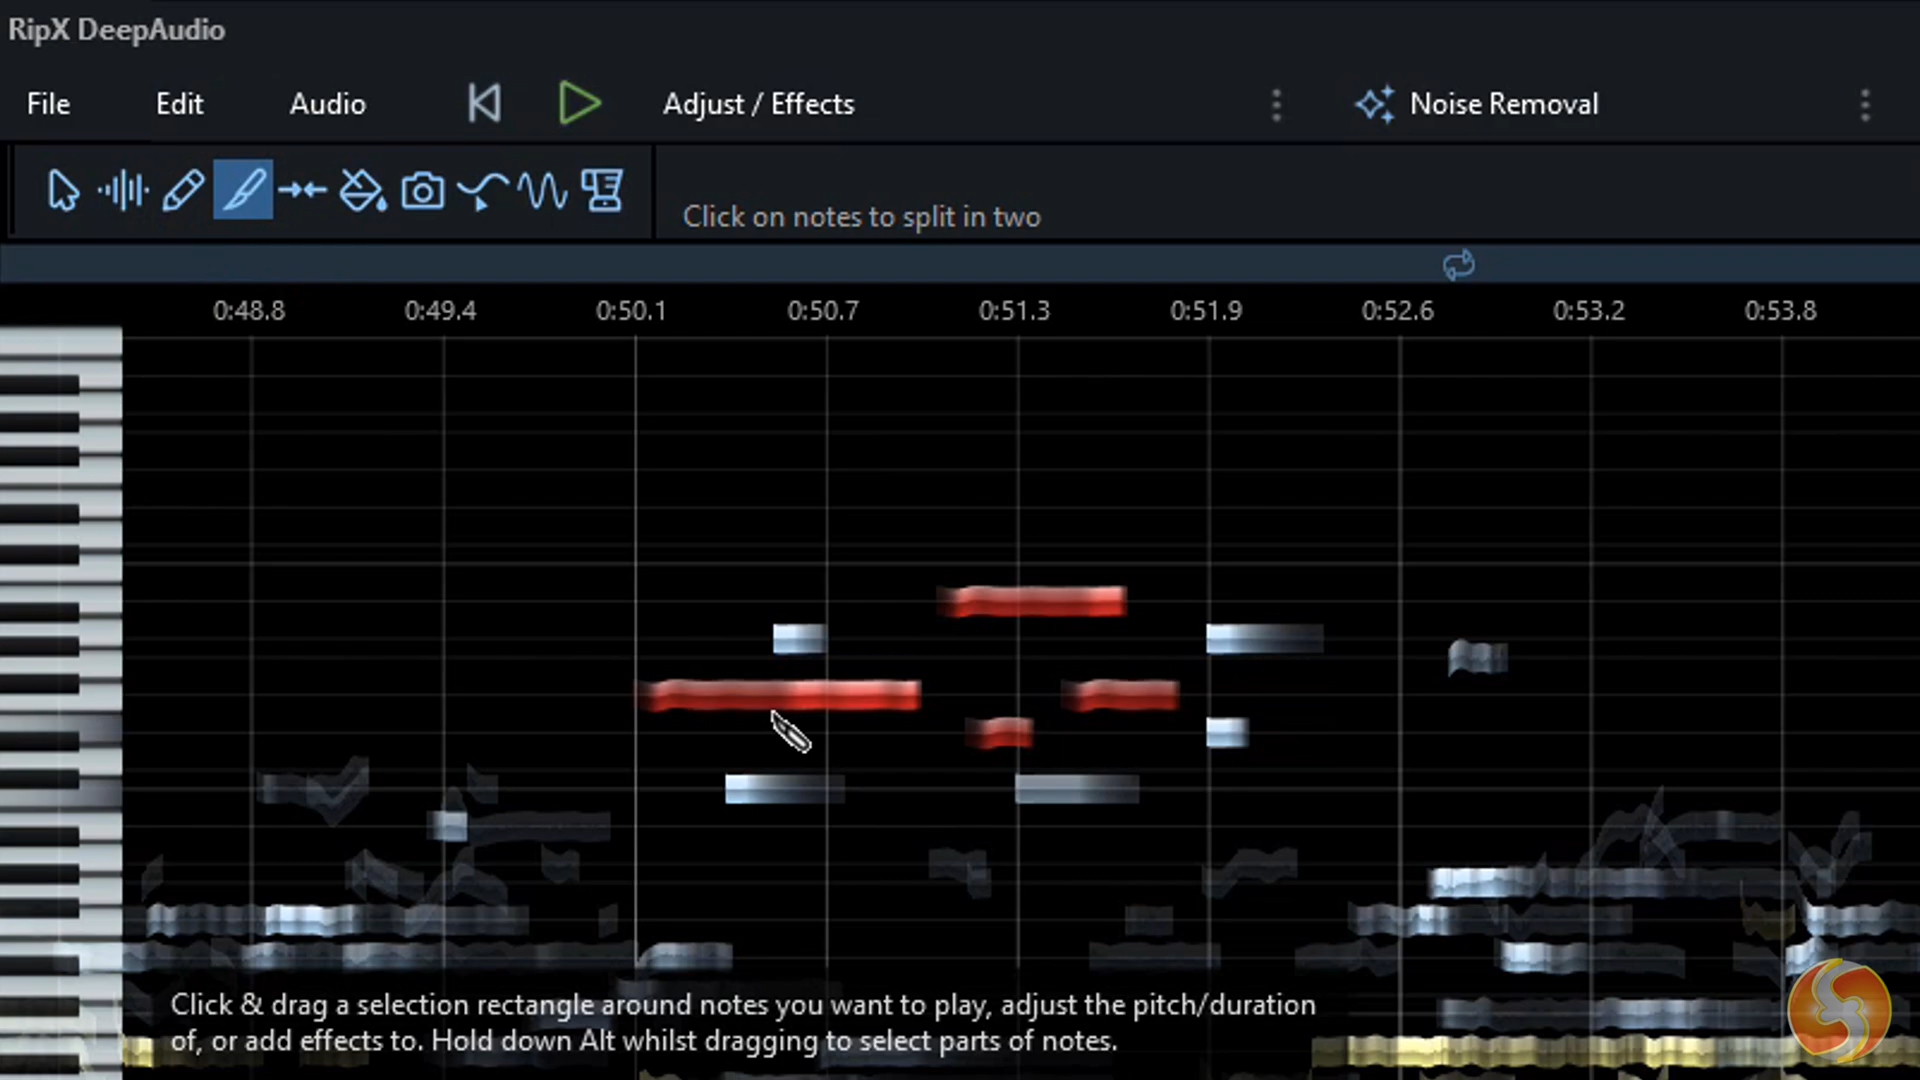 RipX DeepAudio
File Edit Audio Adjust / Effects Noise Removal
Click on notes to split in two
0:48.8 0:49.4 0:50.1 0:50.7 0:51.3 0:51.9 0:52.6 0:53.2 0:53.8
Click & drag a selection rectangle around notes you want to play, adjust the pitch/duration
of, or add effects to. Hold down Alt whilst dragging to select parts of notes.